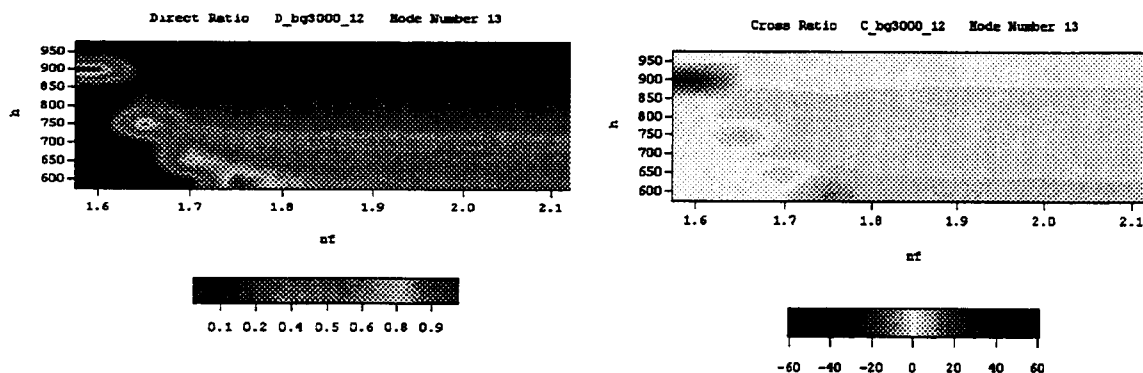 Direct Ratio D_bg3000_12 Mode Number 13
h
950
900
850
800
750
700
650
600
1.6 1.7 1.8 1.9 2.0 2.1
nf
0.1 0.2 0.4 0.5 0.6 0.8 0.9
Cross Ratio C_bg3000_12 Mode Number 13
h
950
900
850
800
750
700
650
600
1.6 1.7 1.8 1.9 2.0 2.1
nf
-60 -40 -20 0 20 40 60